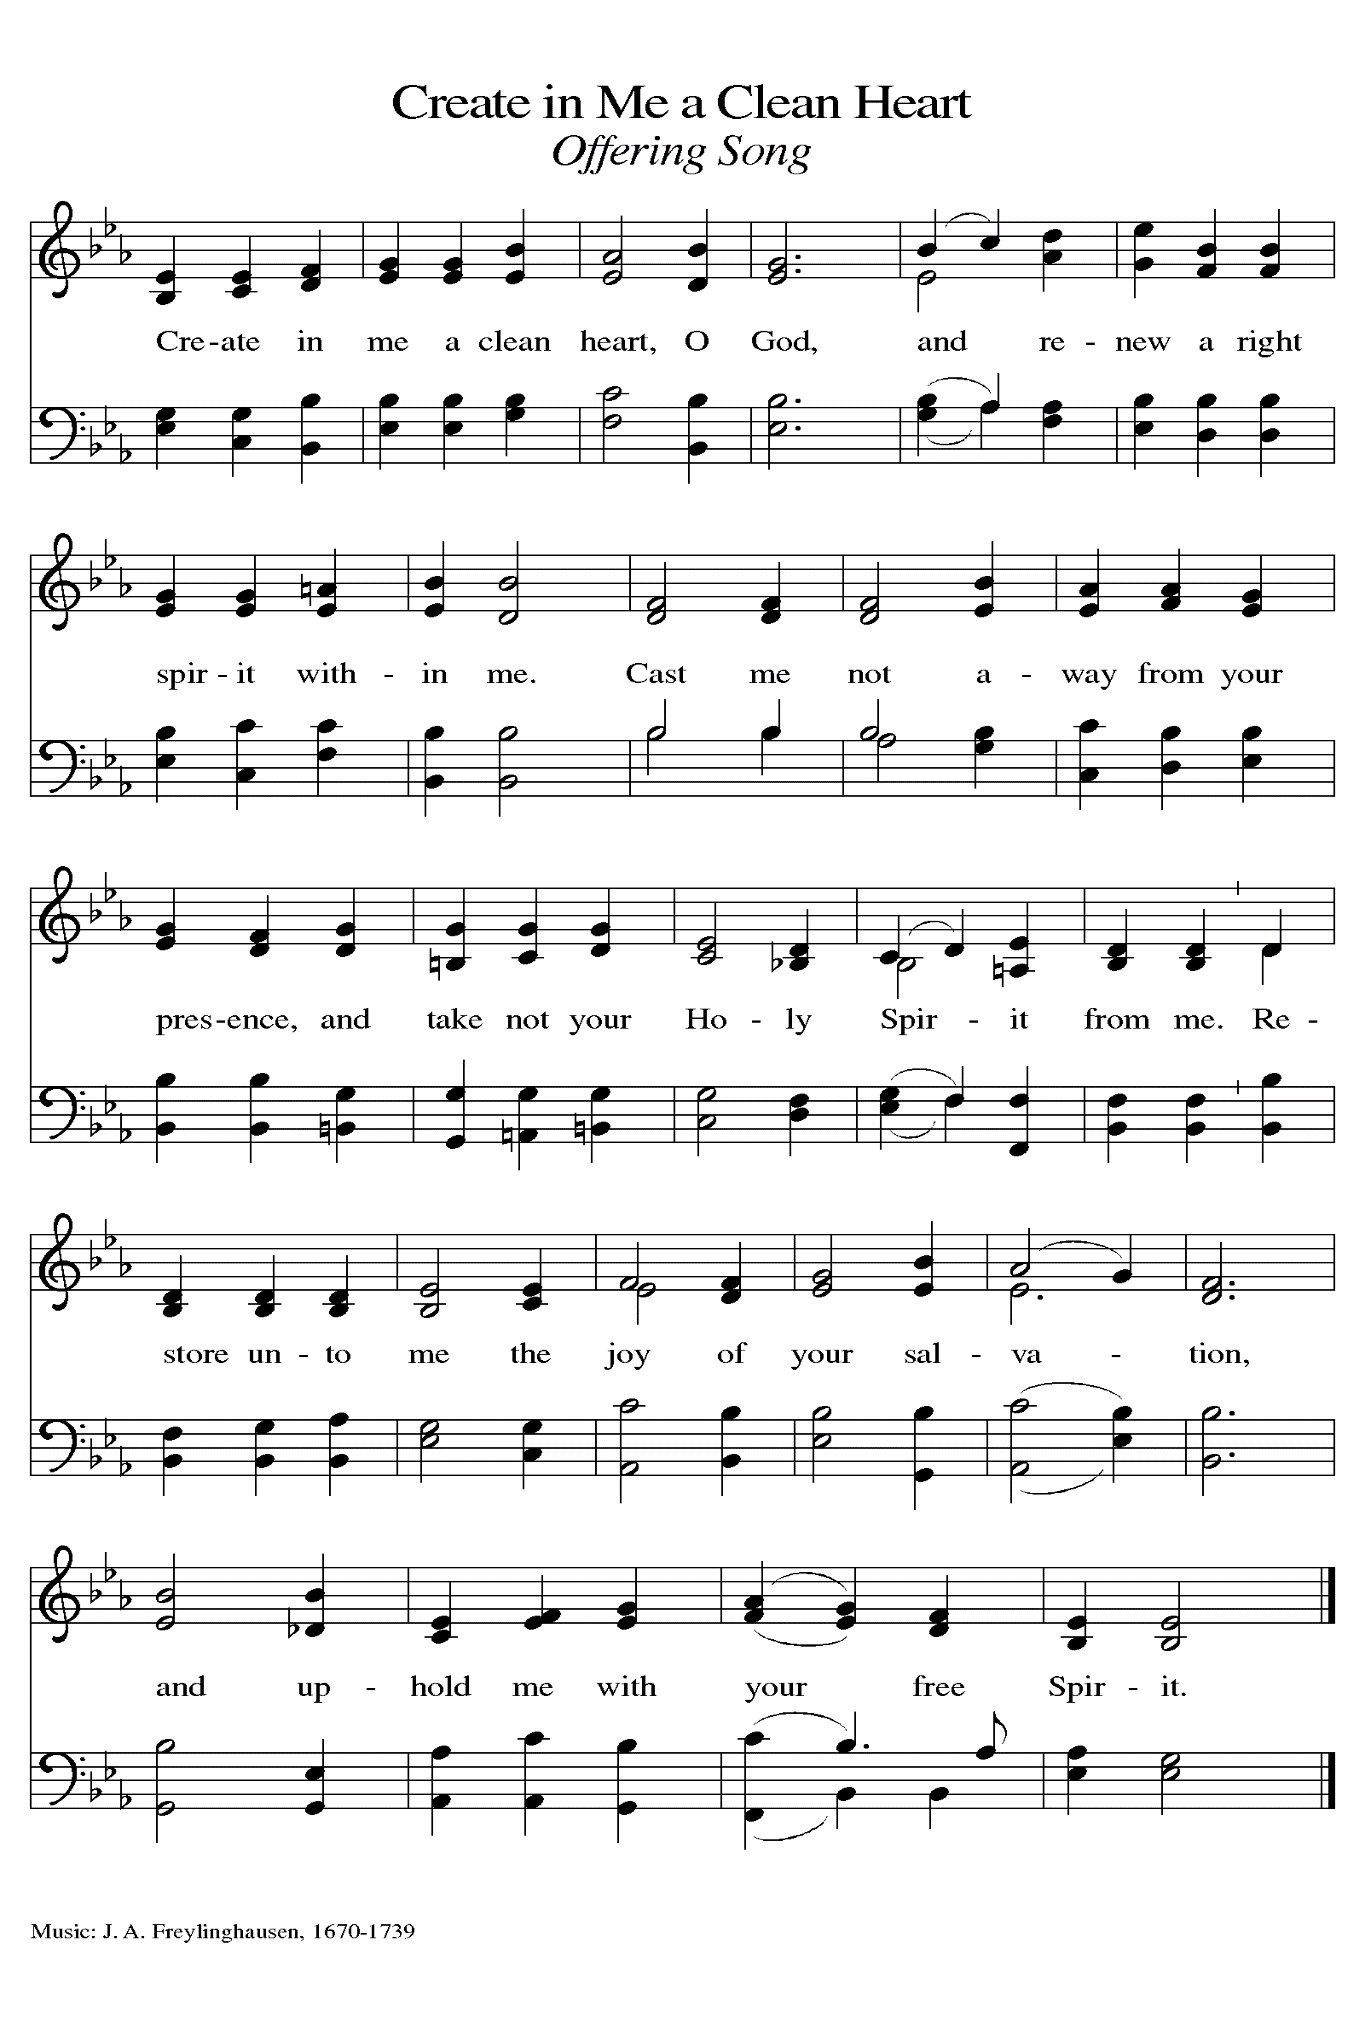 Create in Me a Clean Heart
Offering Song
Cre - ate in me a clean heart, O God, and re - new a right
spir - it with - in me. Cast me not a - way from your
pres - ence, and take not your Ho - ly Spir - it from me. Re -
store un - to me the joy of your sal - va - tion,
and up - hold me with your free Spir - it.
Music: J. A. Freylinghausen, 1670-1739